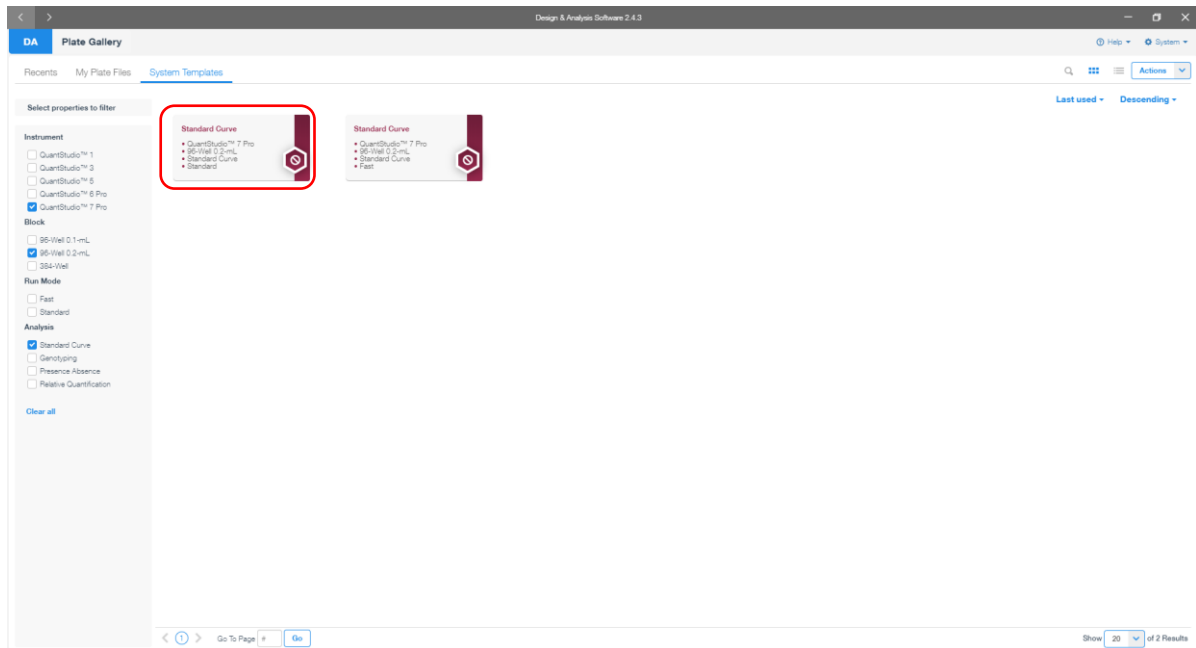 Design & Analysis Software 2.4.3
DA Plate Gallery
Help System
Recents My Plate Files System Templates
Actions
Last used Descending
Select properties to filter
Instrument
QuantStudio™ 1
QuantStudio™ 3
QuantStudio™ 5
QuantStudio™ 6 Pro
QuantStudio™ 7 Pro
Block
96-Well 0.1-mL
96-Well 0.2-mL
384-Well
Run Mode
Fast
Standard
Analysis
Standard Curve
Genotyping
Presence Absence
Relative Quantification
Clear all
Standard Curve
• QuantStudio™ 7 Pro
• 96-Well 0.2-mL
• Standard Curve
• Standard
Standard Curve
• QuantStudio™ 7 Pro
• 96-Well 0.2-mL
• Standard Curve
• Fast
< 1 > Go To Page # Go
Show 20 of 2 Results